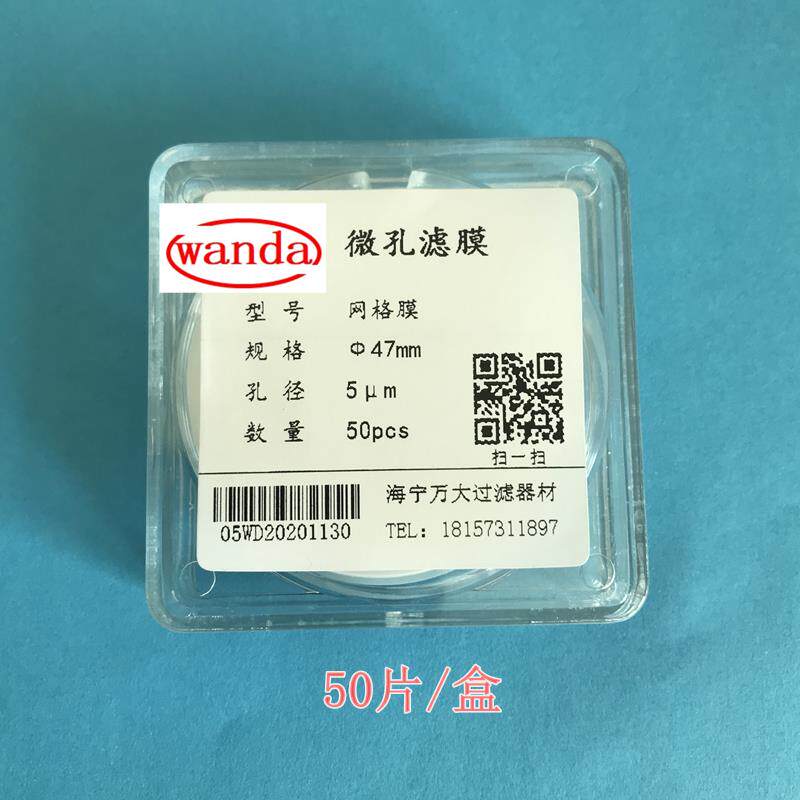 wanda
微孔滤膜
型号 网格膜
规格 Φ47mm
孔径 5μm
数量 50pcs
扫一扫
05WD20201130
海宁万大过滤器材
TEL: 18157311897
50片/盒